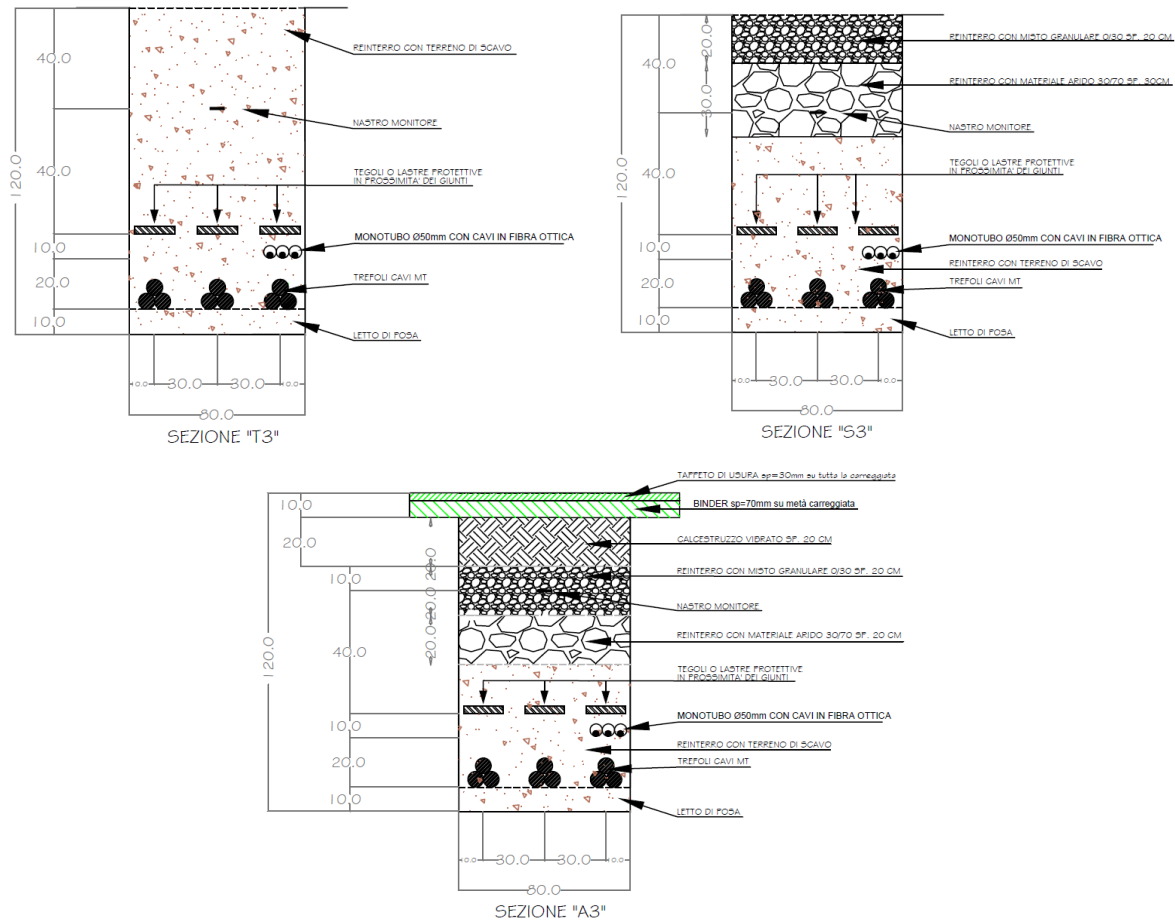 REINTERRO CON TERRENO DI SCAVO
NASTRO MONITORE
TEGOLI O LASTRE PROTETTIVE
IN PROSSIMITA' DEI GIUNTI
MONOTUBO Ø50mm CON CAVI IN FIBRA OTTICA
TREFOLI CAVI MT
LETTO DI POSA
40.0
40.0
120.0
10.0
20.0
10.0
30.0
30.0
80.0
SEZIONE "T3"
REINTERRO CON MISTO GRANULARE 0/30 SP. 20 CM
REINTERRO CON MATERIALE ARIDO 30/70 SP. 30CM
NASTRO MONITORE
TEGOLI O LASTRE PROTETTIVE
IN PROSSIMITA' DEI GIUNTI
MONOTUBO Ø50mm CON CAVI IN FIBRA OTTICA
REINTERRO CON TERRENO DI SCAVO
TREFOLI CAVI MT
LETTO DI POSA
20.0
40.0
30.0
40.0
120.0
10.0
20.0
10.0
30.0
30.0
80.0
SEZIONE "S3"
TAPPETO DI USURA sp=30mm su tutta la carreggiata
BINDER sp=70mm su metà carreggiata
CALCESTRUZZO VIBRATO SP. 20 CM
REINTERRO CON MISTO GRANULARE 0/30 SP. 20 CM
NASTRO MONITORE
REINTERRO CON MATERIALE ARIDO 30/70 SP. 20 CM
TEGOLI O LASTRE PROTETTIVE
IN PROSSIMITA' DEI GIUNTI
MONOTUBO Ø50mm CON CAVI IN FIBRA OTTICA
REINTERRO CON TERRENO DI SCAVO
TREFOLI CAVI MT
LETTO DI POSA
10.0
20.0
20.0
10.0
20.0
20.0
40.0
120.0
10.0
20.0
10.0
30.0
30.0
80.0
SEZIONE "A3"